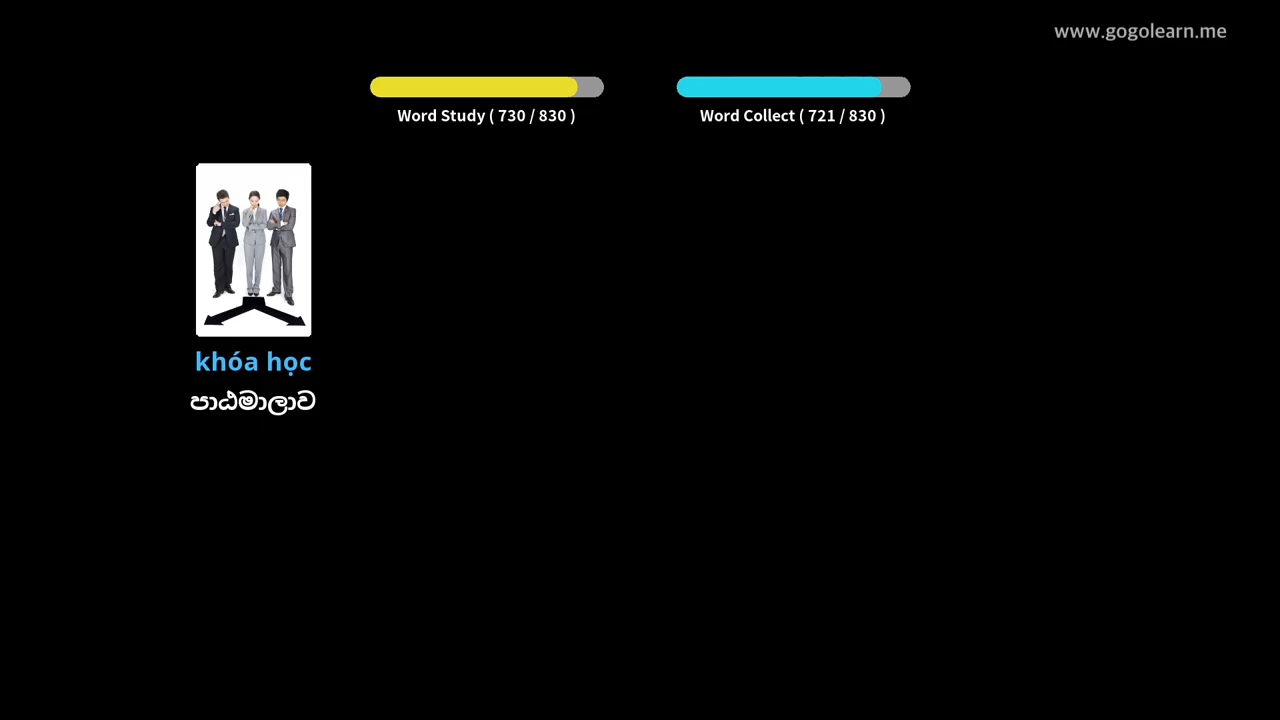 www.gogolearn.me
Word Study ( 730 / 830 )
Word Collect ( 721 / 830 )
khóa học
පාඨමාලාව